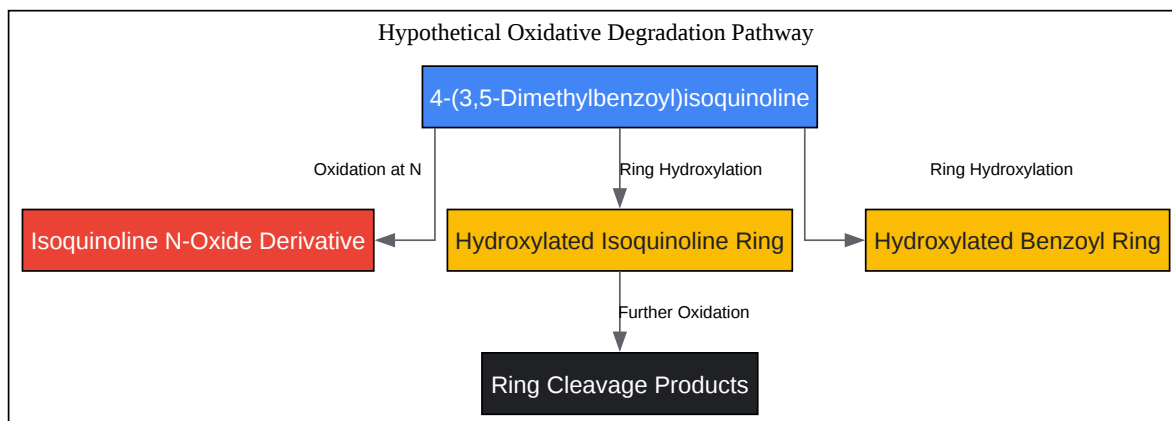 Hypothetical Oxidative Degradation Pathway
4-(3,5-Dimethylbenzoyl)isoquinoline
Oxidation at N
Ring Hydroxylation
Ring Hydroxylation
Isoquinoline N-Oxide Derivative
Hydroxylated Isoquinoline Ring
Hydroxylated Benzoyl Ring
Further Oxidation
Ring Cleavage Products